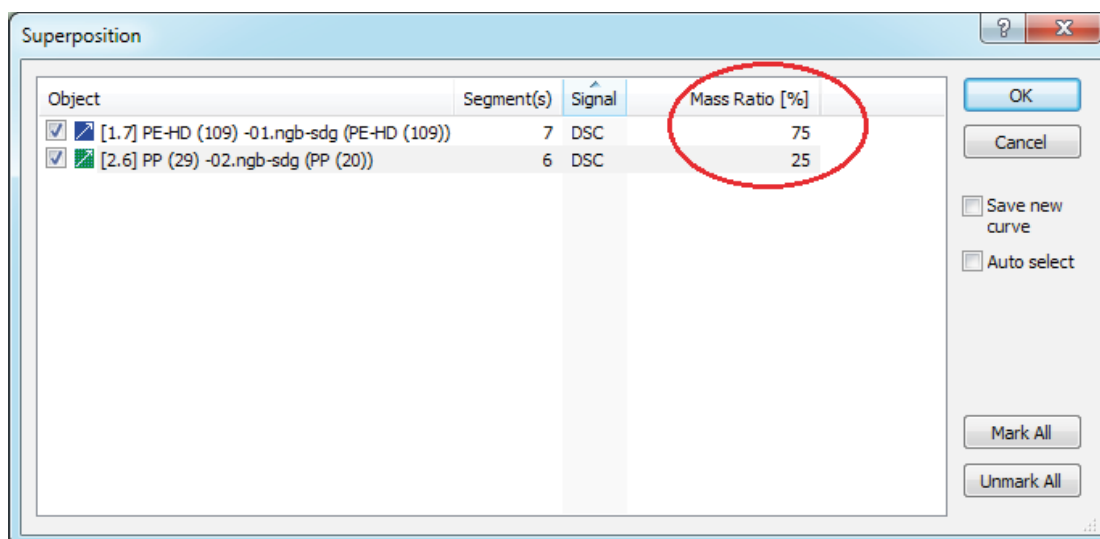 Superposition
Object Segment(s) Signal Mass Ratio [%]
[1.7] PE-HD (109) -01.ngb-sdg (PE-HD (109)) 7 DSC 75
[2.6] PP (29) -02.ngb-sdg (PP (20)) 6 DSC 25
OK
Cancel
Save new
curve
Auto select
Mark All
Unmark All